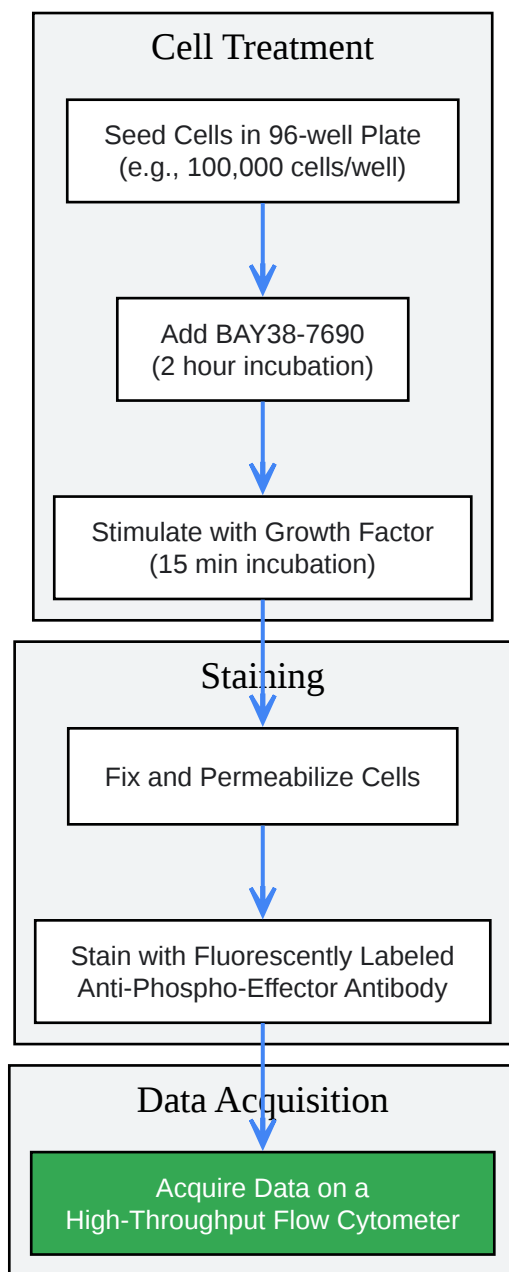 Cell Treatment
Seed Cells in 96-well Plate
(e.g., 100,000 cells/well)
Add BAY38-7690
(2 hour incubation)
Stimulate with Growth Factor
(15 min incubation)
Staining
Fix and Permeabilize Cells
Stain with Fluorescently Labeled
Anti-Phospho-Effector Antibody
Data Acquisition
Acquire Data on a
High-Throughput Flow Cytometer